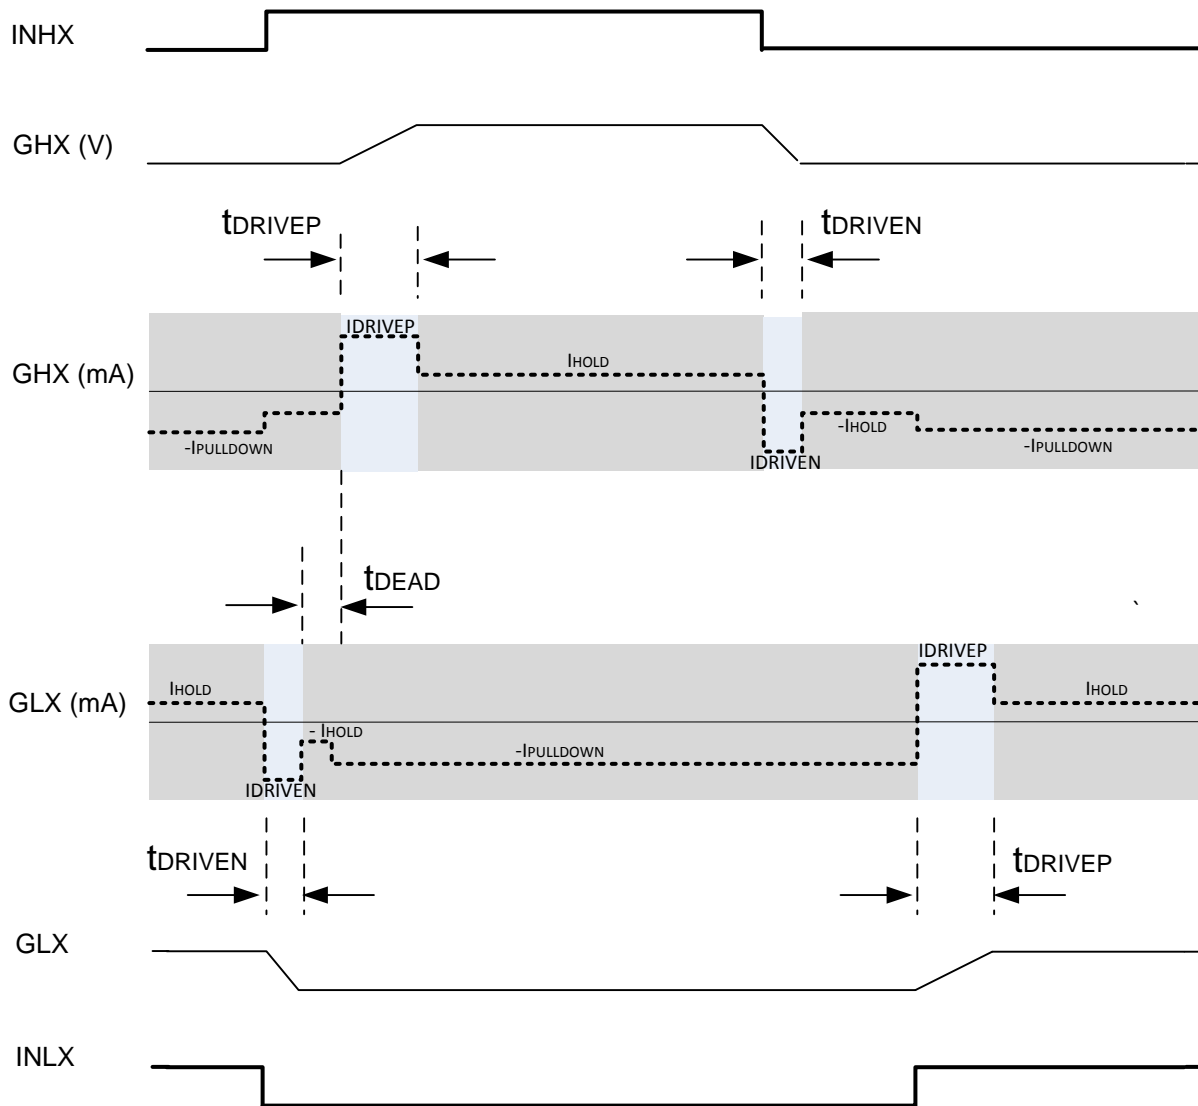 INHX
GHX (V)
tDRIVEP
tDRIVEN
IDRIVEP
GHX (mA)
IHOLD
-IPULLDOWN
-IHOLD
-IPULLDOWN
IDRIVEN
tDEAD
`
IDRIVEP
GLX (mA)
IHOLD
IHOLD
- IHOLD
-IPULLDOWN
IDRIVEN
tDRIVEN
tDRIVEP
GLX
INLX